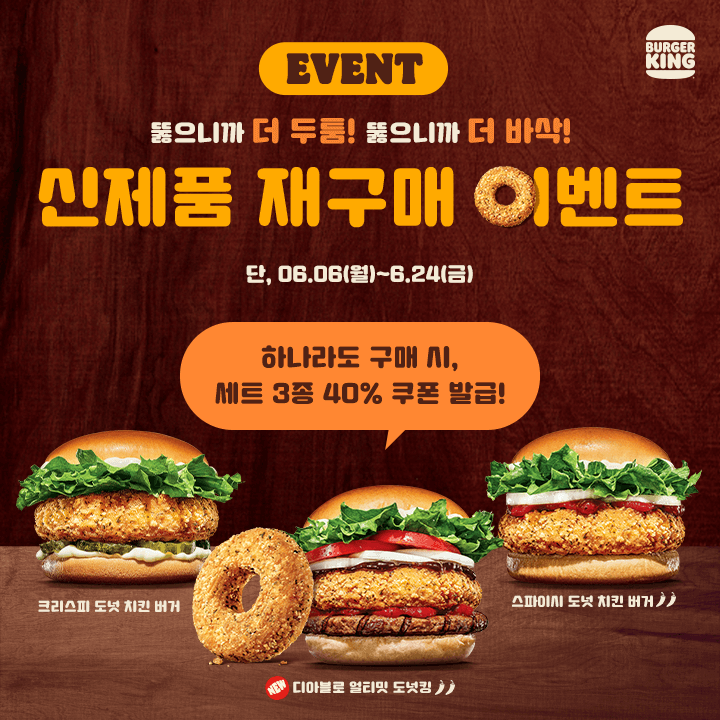 EVENT
BURGER
KING
뚫으니까 더 두툼! 뚫으니까 더 바삭!
신제품 재구매 이벤트
단, 06.06(월)~6.24(금)
하나라도 구매 시,
세트 3종 40% 쿠폰 발급!
크리스피 도넛 치킨 버거
스파이시 도넛 치킨 버거
NEW 디아블로 얼티밋 도넛킹